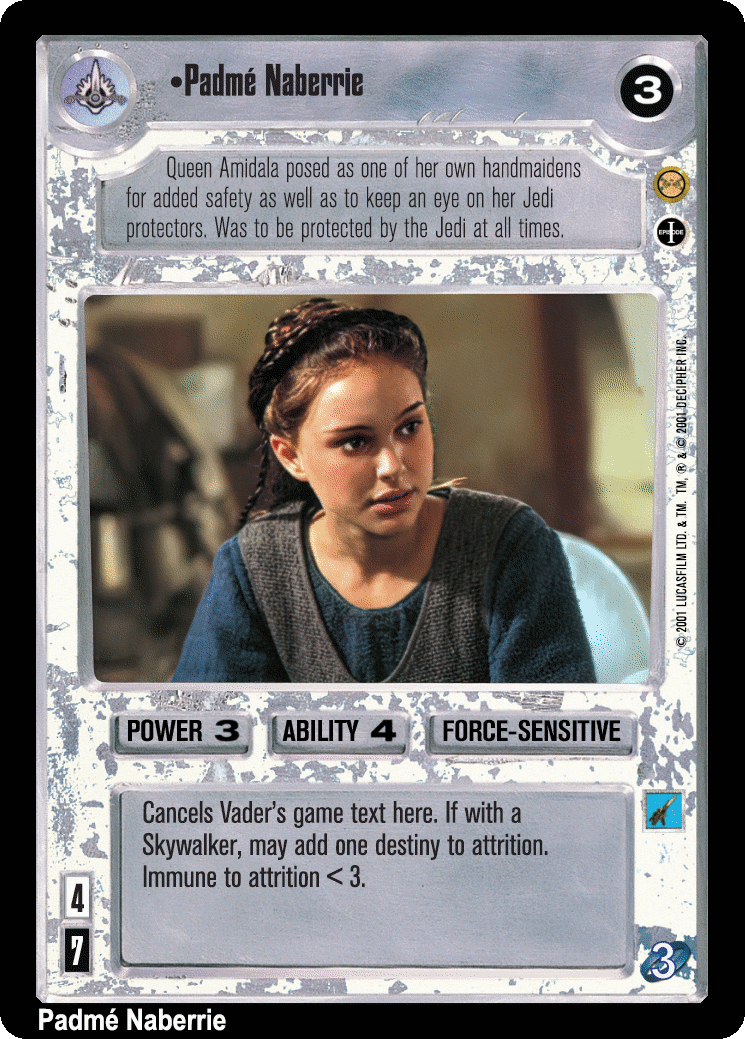 •Padmé Naberrie
3
Queen Amidala posed as one of her own handmaidens
for added safety as well as to keep an eye on her Jedi
protectors. Was to be protected by the Jedi at all times.
EPISODE
I
© 2001 LUCASFILM LTD. & TM. TM, ® & © 2001 DECIPHER INC.
POWER 3
ABILITY 4
FORCE-SENSITIVE
Cancels Vader's game text here. If with a
Skywalker, may add one destiny to attrition.
Immune to attrition < 3.
4
7
3
Padmé Naberrie